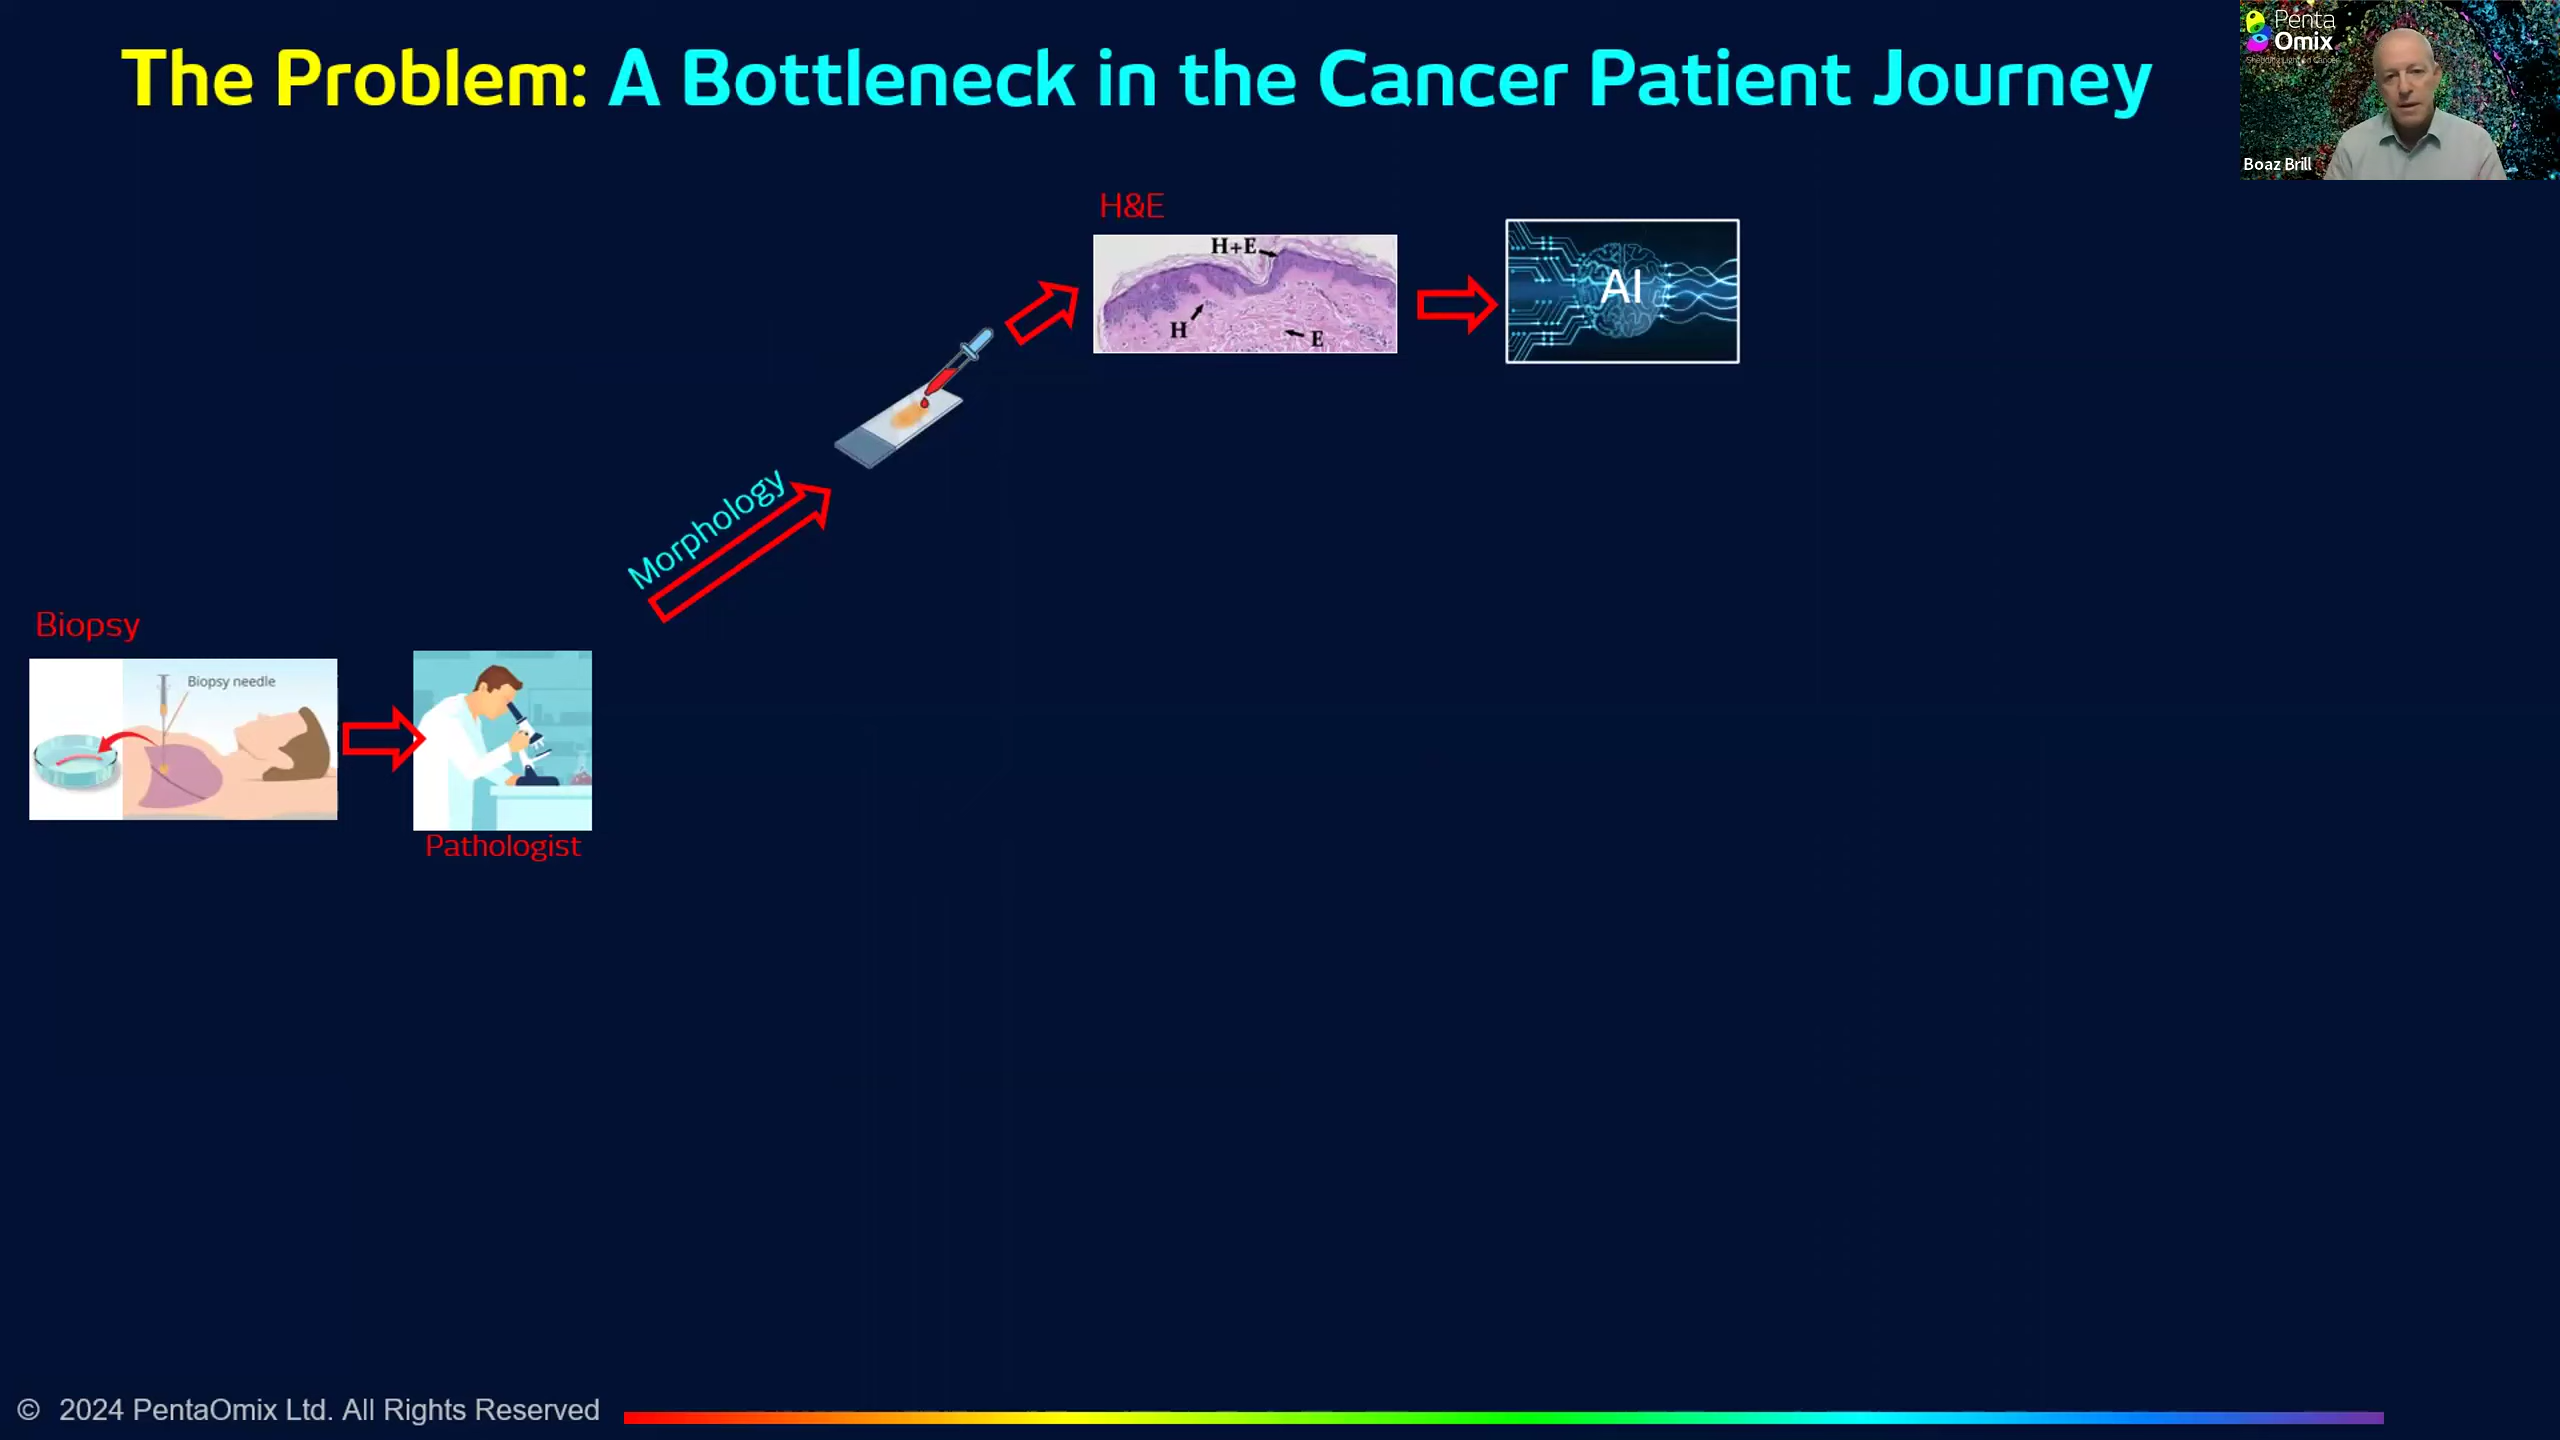 The Problem: A Bottleneck in the Cancer Patient Journey
Penta
Omix
Boaz Brill
H&E
H+E
H
E
AI
Morphology
Biopsy
Biopsy needle
Pathologist
© 2024 PentaOmix Ltd. All Rights Reserved